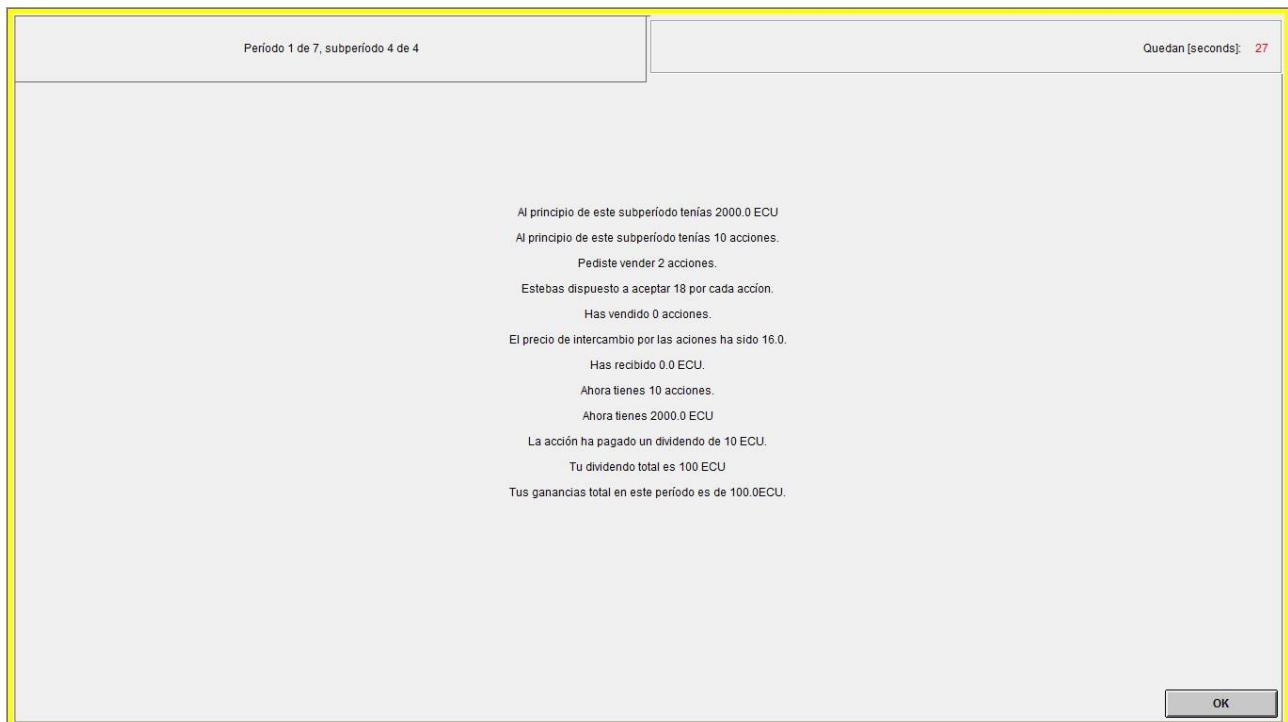 Período 1 de 7, subperíodo 4 de 4
Quedan [seconds]: 27
Al principio de este subperíodo tenías 2000.0 ECU
Al principio de este subperíodo tenías 10 acciones.
Pediste vender 2 acciones.
Estebas dispuesto a aceptar 18 por cada accíon.
Has vendido 0 acciones.
El precio de intercambio por las aciones ha sido 16.0.
Has recibido 0.0 ECU.
Ahora tienes 10 acciones.
Ahora tienes 2000.0 ECU
La acción ha pagado un dividendo de 10 ECU.
Tu dividendo total es 100 ECU
Tus ganancias total en este período es de 100.0ECU.
OK